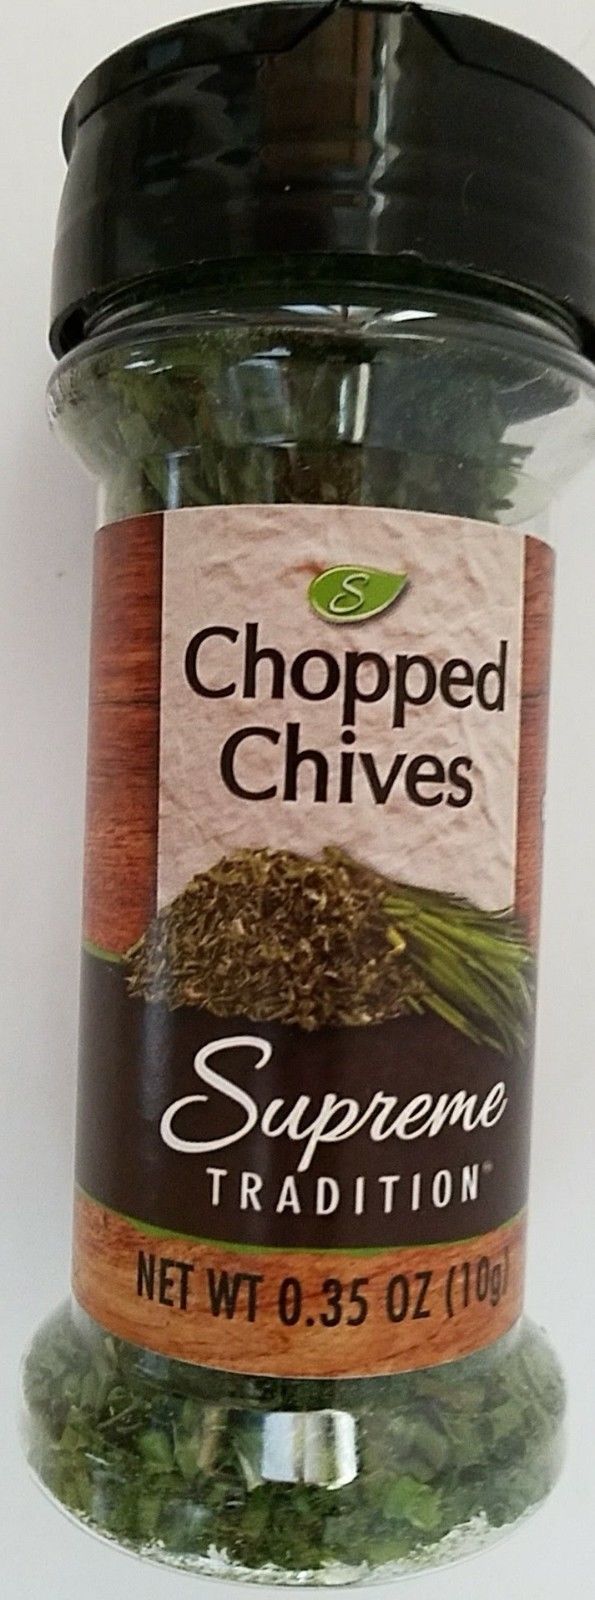 S
Chopped
Chives
Supreme
TRADITION
NET WT 0.35 OZ (10g)